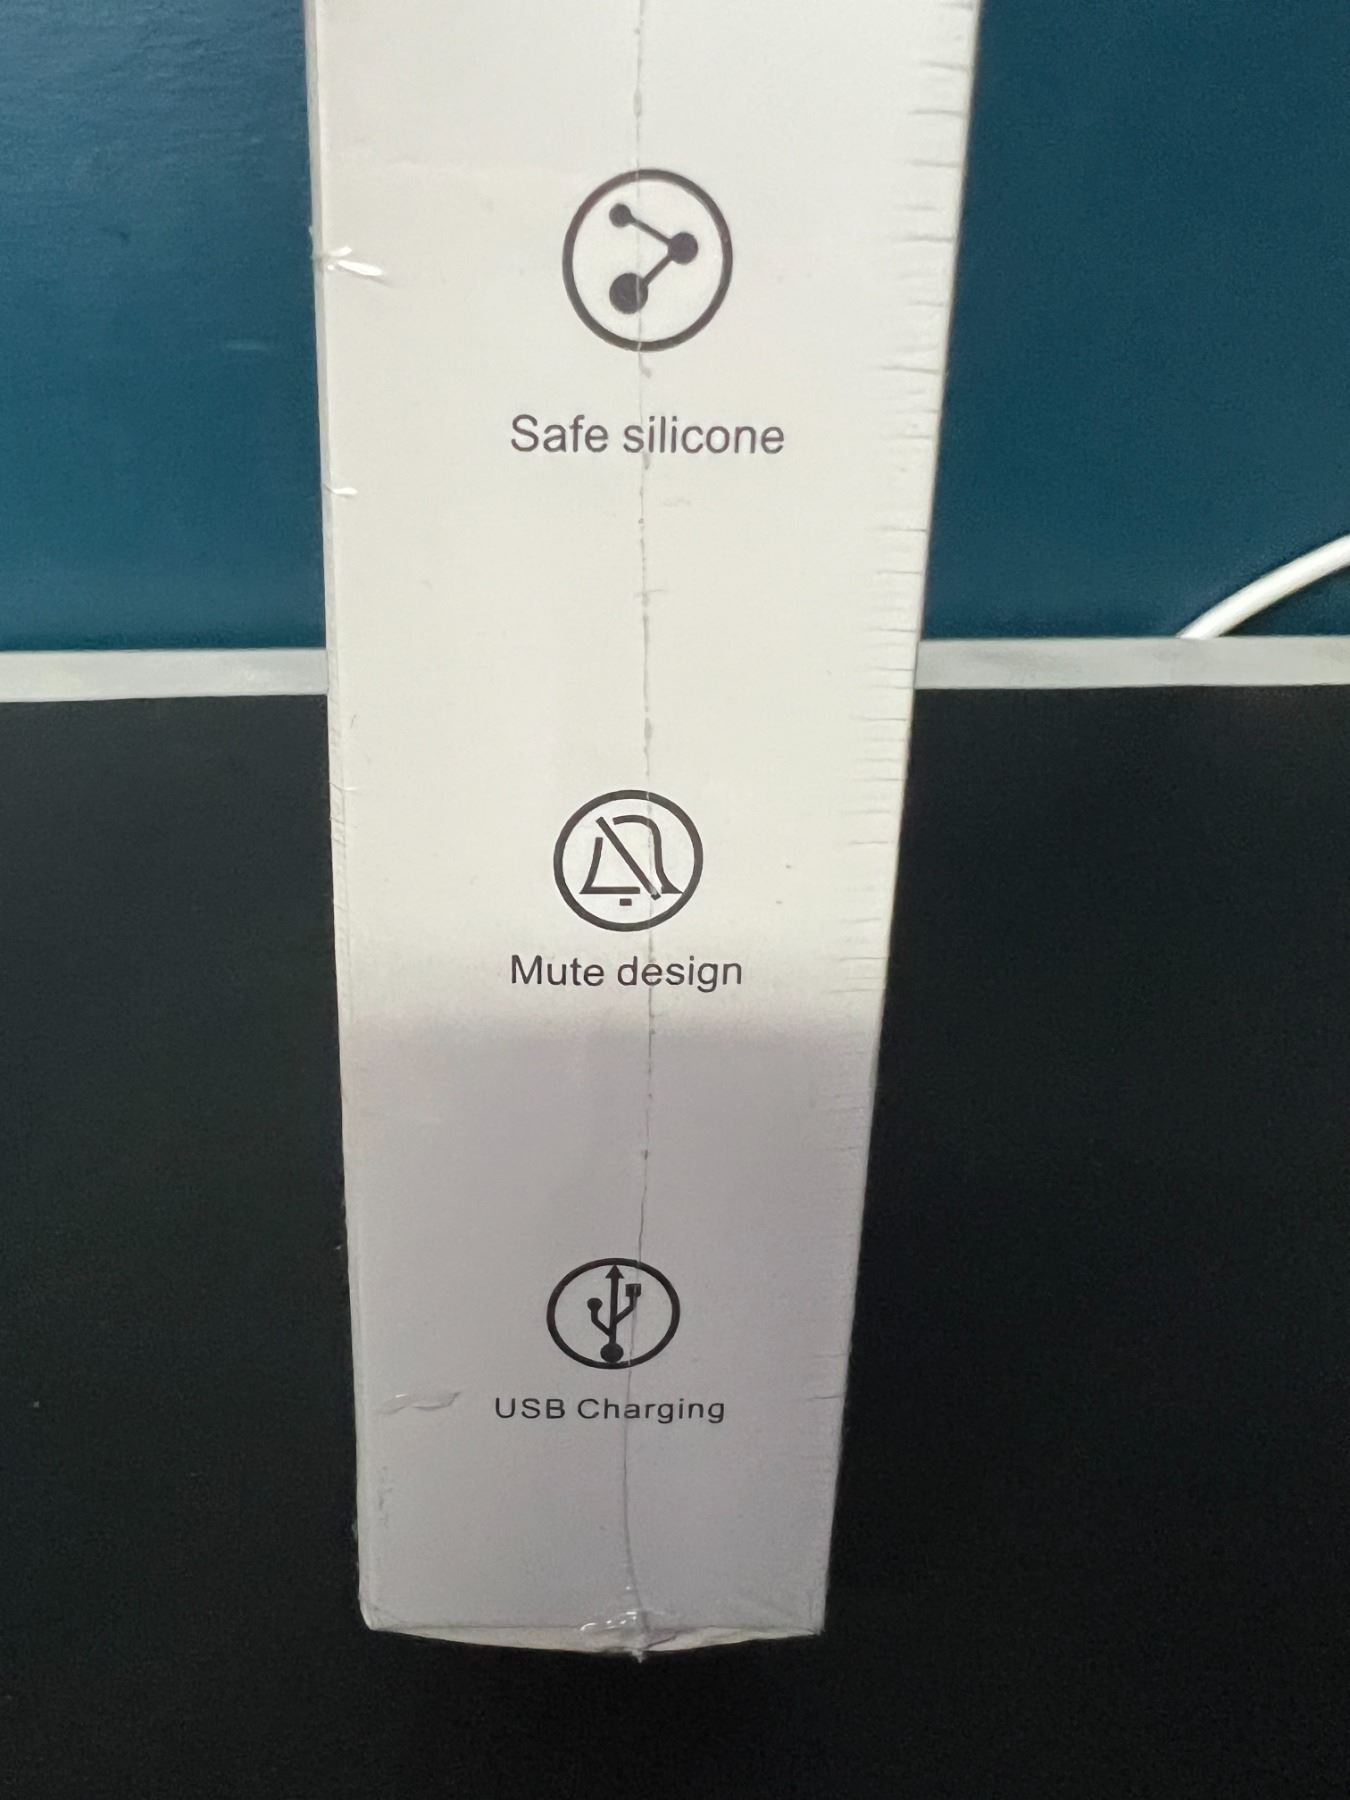 Safe silicone
Mute design
USB Charging